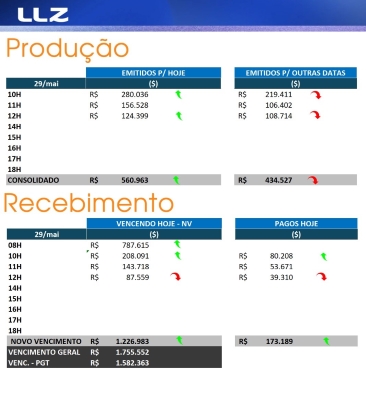 LLZ
Produção
EMITIDOS P/ HOJE EMITIDOS P/ OUTRAS DATAS
29/mai ($) ($)
10H R$ 280.036 R$ 219.411
11H R$ 156.528 R$ 106.402
12H R$ 124.399 R$ 108.714
14H
15H
16H
17H
18H
CONSOLIDADO R$ 560.963 R$ 434.527
Recebimento
VENCENDO HOJE - NV PAGOS HOJE
29/mai ($) ($)
08H R$ 787.615
10H R$ 208.091 R$ 80.208
11H R$ 143.718 R$ 53.671
12H R$ 87.559 R$ 39.310
14H
15H
16H
17H
18H
NOVO VENCIMENTO R$ 1.226.983 R$ 173.189
VENCIMENTO GERAL R$ 1.755.552
VENC. - PGT R$ 1.582.363